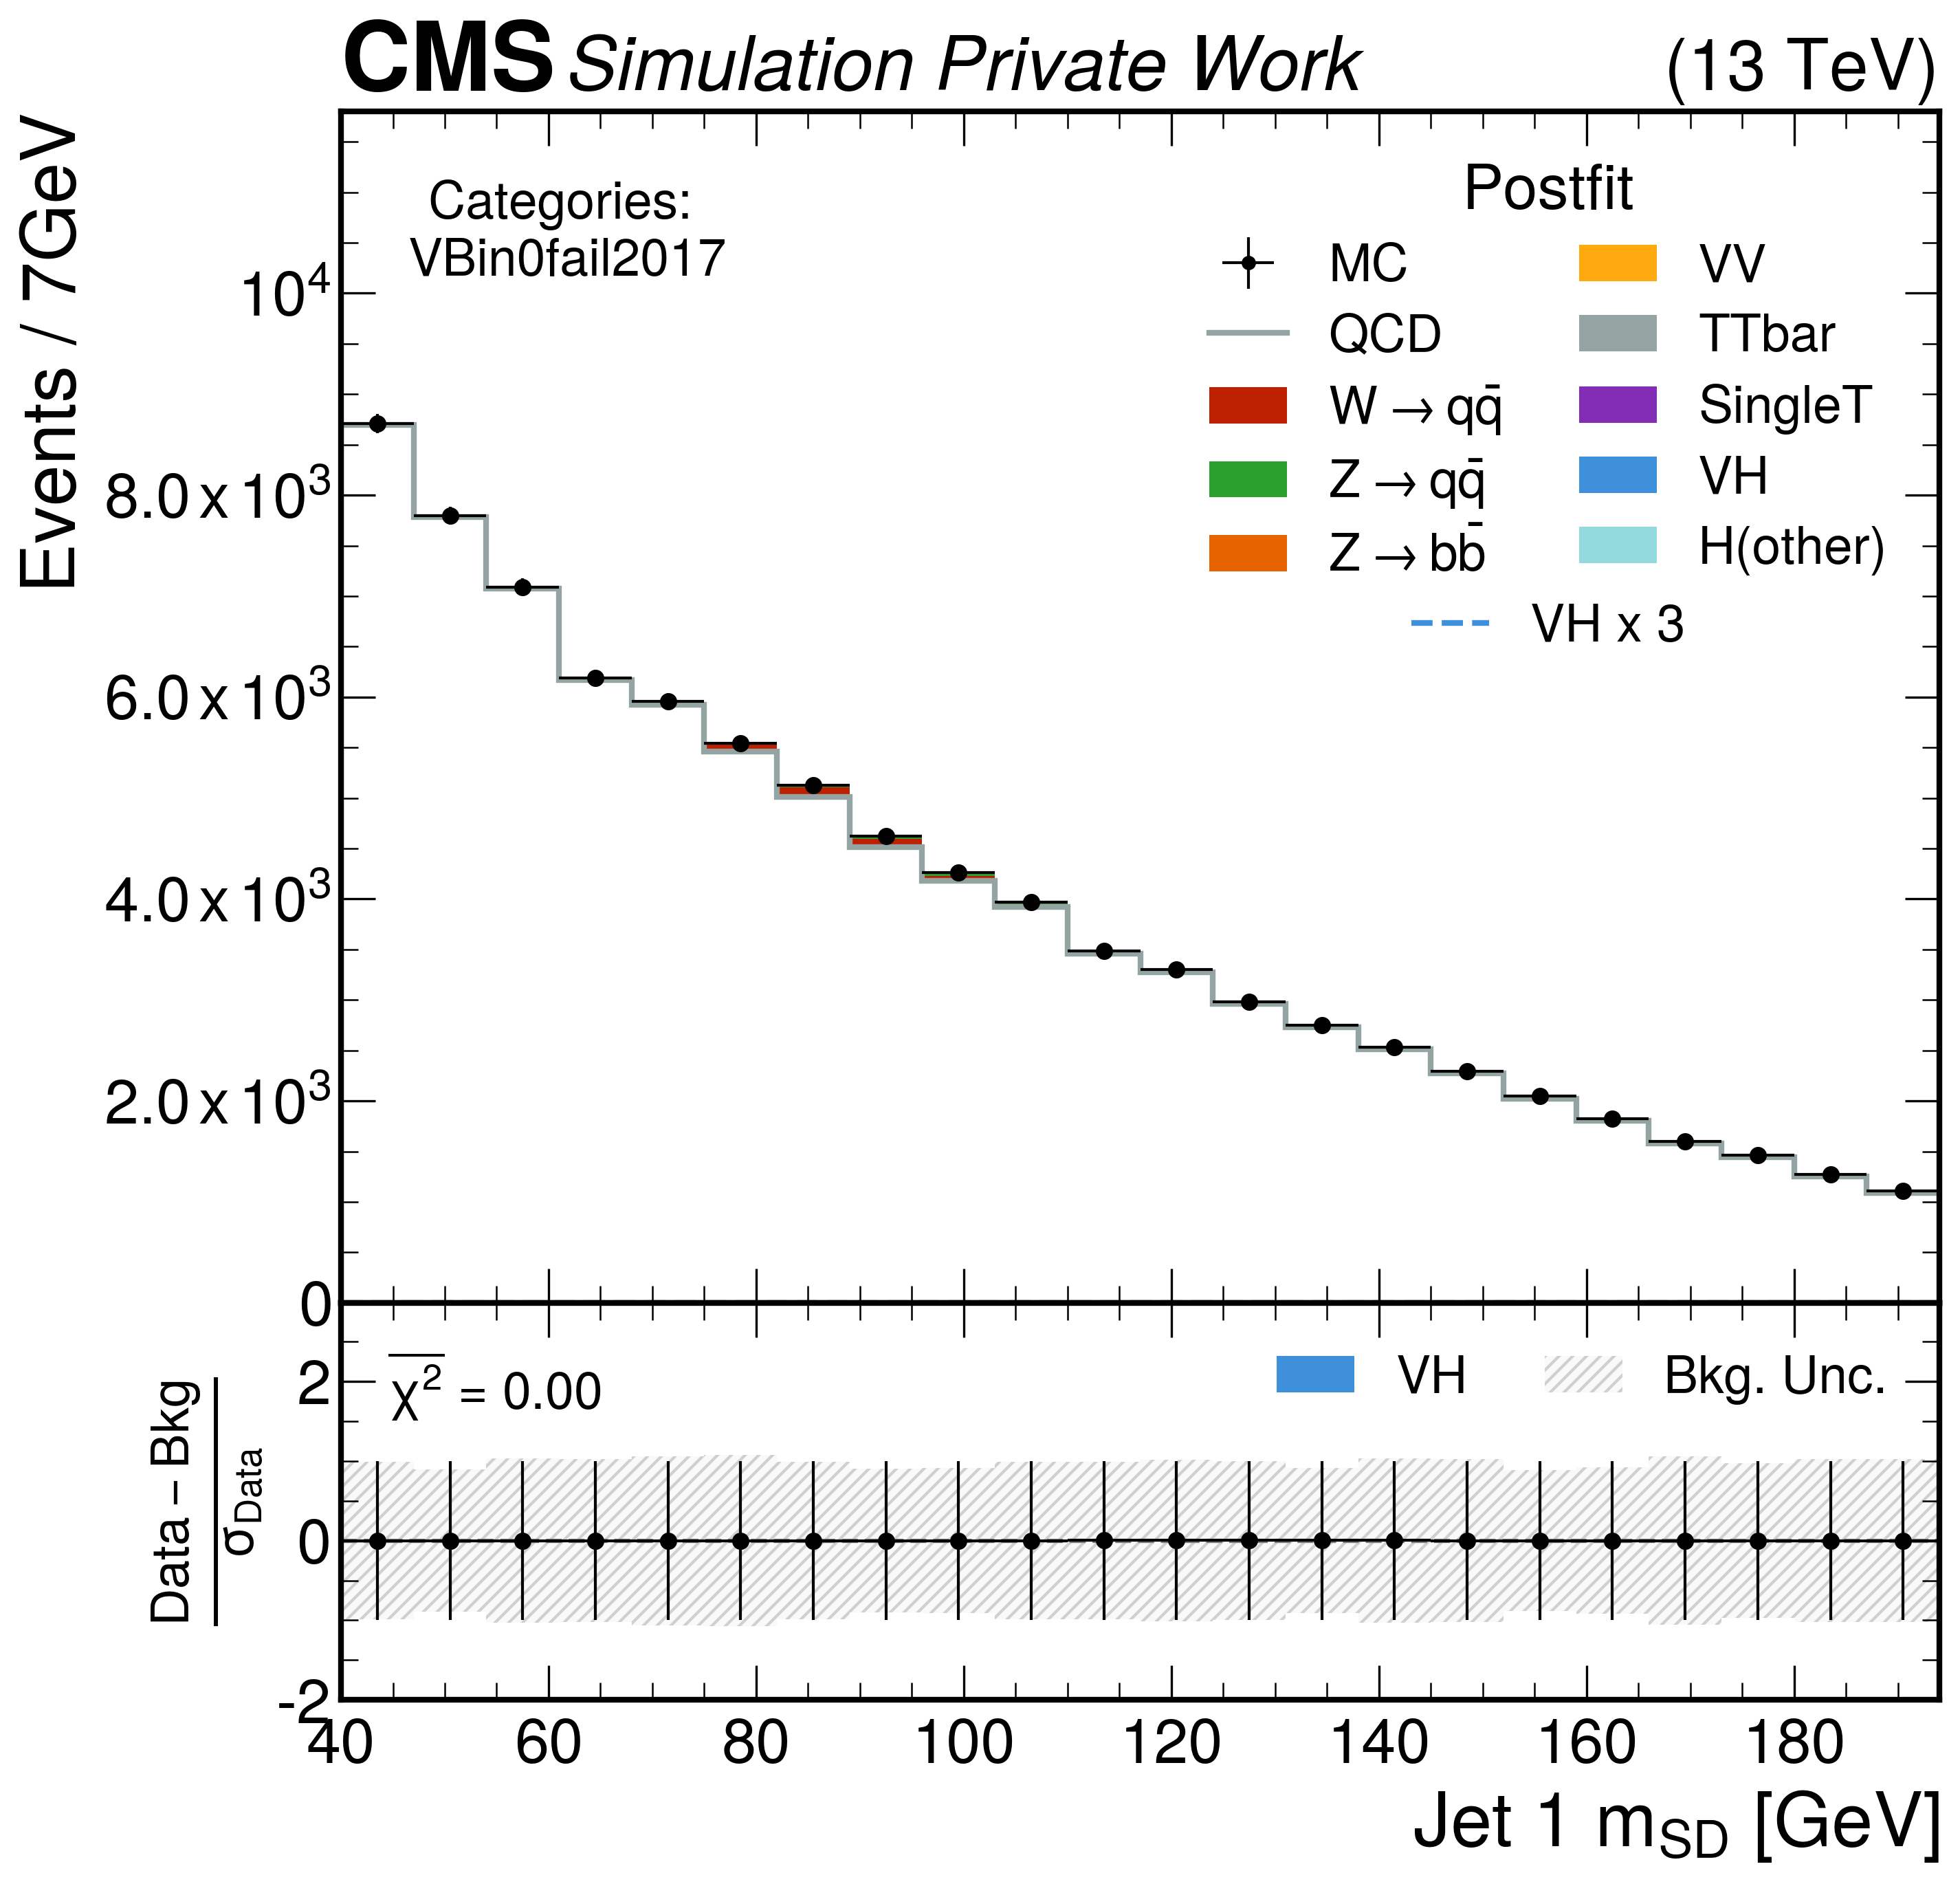 CMS Simulation Private Work (13 TeV)
Events / 7GeV
Categories:
VBin0fail2017
Postfit
MC
QCD
W → qq̄
Z → qq̄
Z → bb̄
VV
TTbar
SingleT
VH
H(other)
VH x 3
10⁴
8.0 x 10³
6.0 x 10³
4.0 x 10³
2.0 x 10³
0
Data − Bkg
σ_Data
χ² = 0.00
VH
Bkg. Unc.
2
0
-2
40 60 80 100 120 140 160 180
Jet 1 m_SD [GeV]